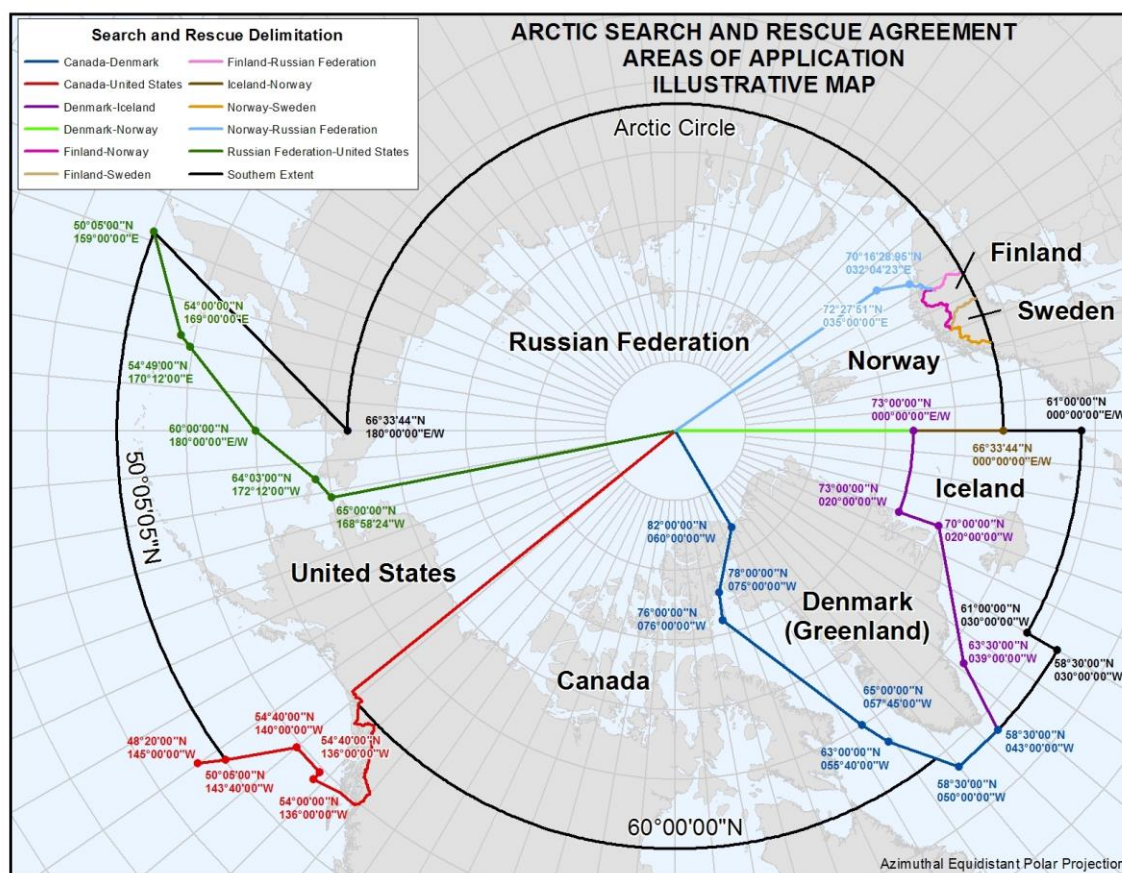 ARCTIC SEARCH AND RESCUE AGREEMENT
AREAS OF APPLICATION
ILLUSTRATIVE MAP
Search and Rescue Delimitation
Canada-Denmark
Canada-United States
Denmark-Iceland
Denmark-Norway
Finland-Norway
Finland-Sweden
Finland-Russian Federation
Iceland-Norway
Norway-Sweden
Norway-Russian Federation
Russian Federation-United States
Southern Extent
Arctic Circle
50°05'00"N
159°00'00"E
54°00'00"N
169°00'00"E
54°49'00"N
170°12'00"E
60°00'00"N
180°00'00"E/W
64°03'00"N
172°12'00"W
65°00'00"N
168°58'24"W
66°33'44"N
180°00'00"E/W
50°05'05"N
Russian Federation
70°16'28.95"N
032°04'23"E
72°27'51"N
035°00'00"E
Finland
Sweden
Norway
73°00'00"N
000°00'00"E/W
61°00'00"N
000°00'00"E/W
66°33'44"N
000°00'00"E/W
Iceland
73°00'00"N
020°00'00"W
70°00'00"N
020°00'00"W
82°00'00"N
060°00'00"W
78°00'00"N
075°00'00"W
76°00'00"N
076°00'00"W
Denmark
(Greenland)
61°00'00"N
030°00'00"W
63°30'00"N
039°00'00"W
58°30'00"N
030°00'00"W
United States
Canada
65°00'00"N
057°45'00"W
63°00'00"N
055°40'00"W
58°30'00"N
043°00'00"W
58°30'00"N
050°00'00"W
54°40'00"N
140°00'00"W
54°40'00"N
136°00'00"W
48°20'00"N
145°00'00"W
50°05'00"N
143°40'00"W
54°00'00"N
136°00'00"W
60°00'00"N
Azimuthal Equidistant Polar Projection